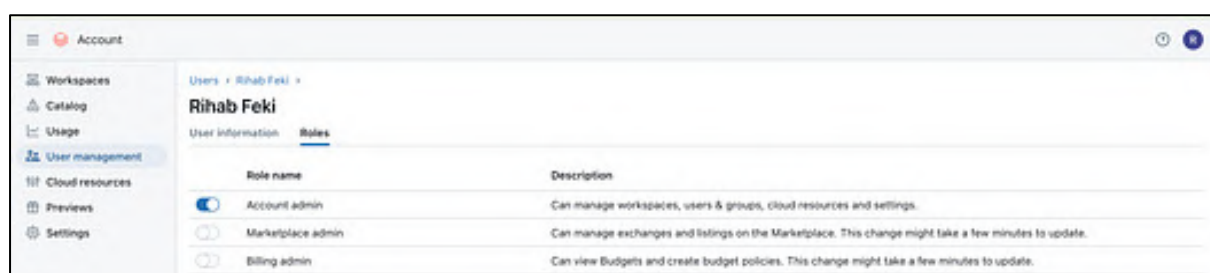 Account
R
Workspaces
Catalog
Usage
User management
Cloud resources
Previews
Settings
Users > Rihab Feki >
Rihab Feki
User information Roles
Role name Description
Account admin Can manage workspaces, users & groups, cloud resources and settings.
Marketplace admin Can manage exchanges and listings on the Marketplace. This change might take a few minutes to update.
Billing admin Can view Budgets and create budget policies. This change might take a few minutes to update.